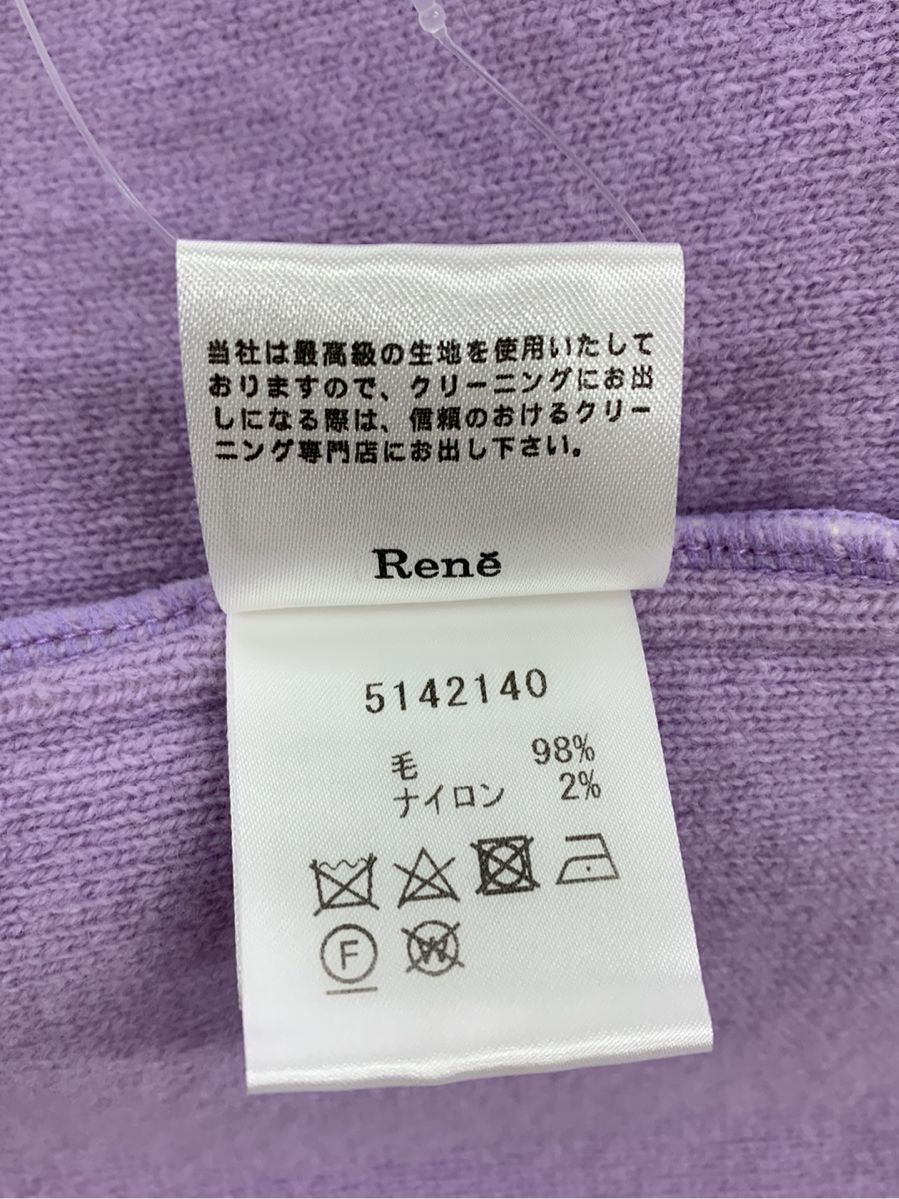 当社は最高級の生地を使用いたして
おりますので、クリーニングにお出
しになる際は、信頼のおけるクリー
ニング専門店にお出し下さい。
Renĕ
5142140
毛 98%
ナイロン 2%
F W